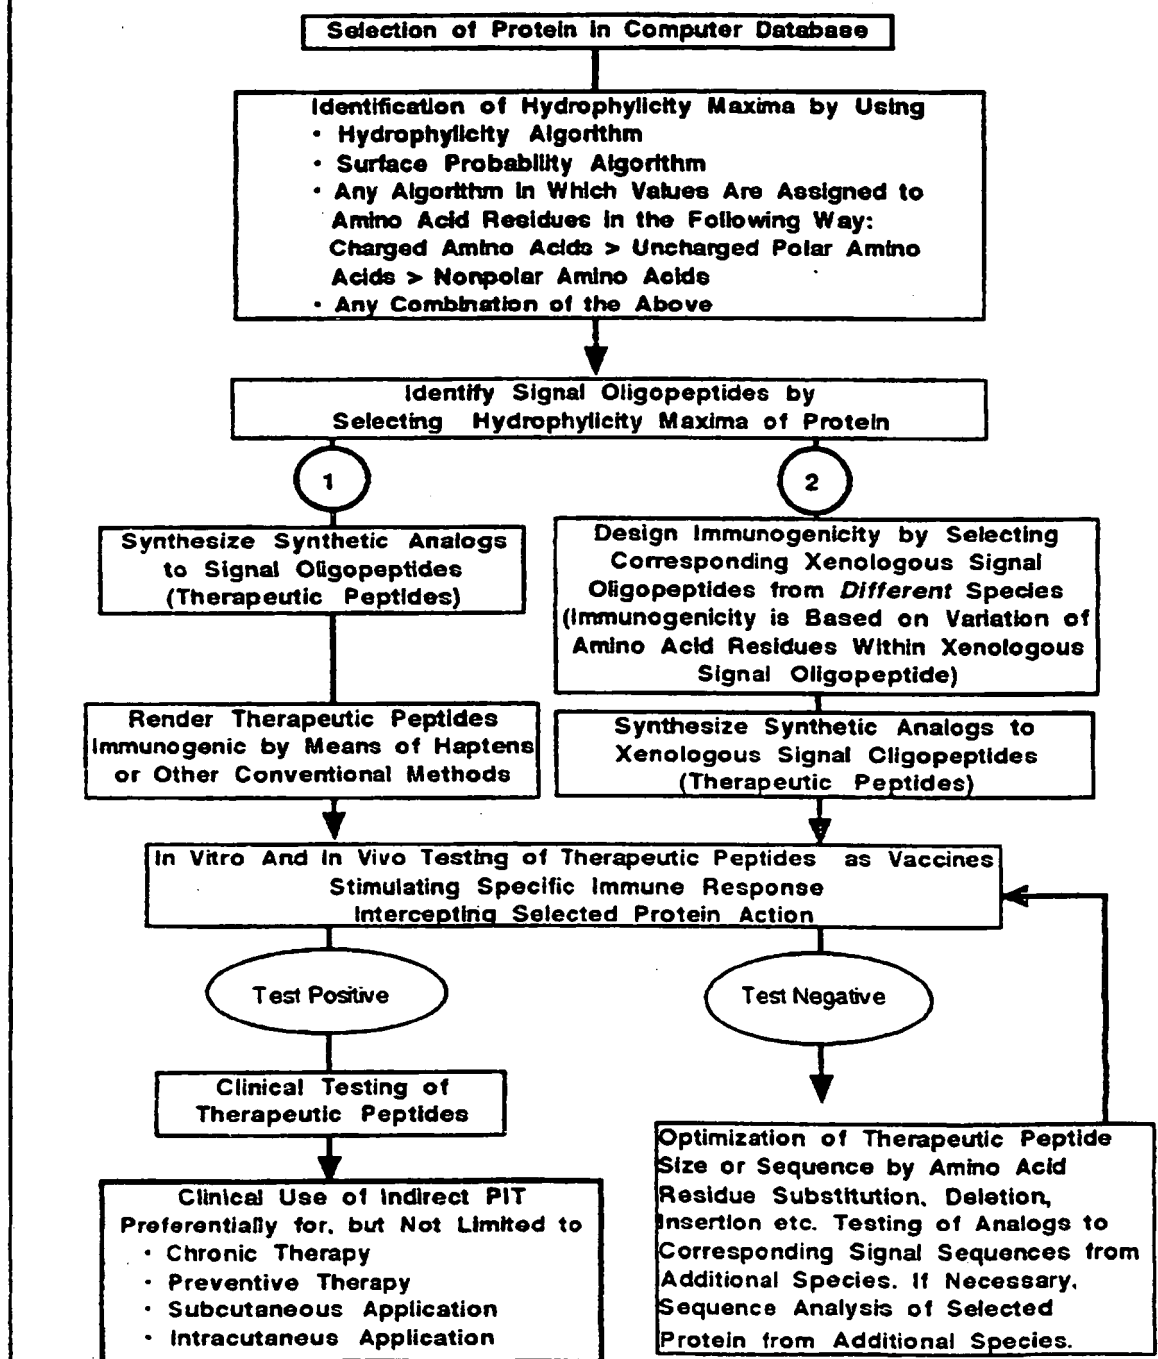 Selection of Protein in Computer Database
Identification of Hydrophylicity Maxima by Using
· Hydrophylicity Algorithm
· Surface Probability Algorithm
· Any Algorithm in Which Values Are Assigned to
Amino Acid Residues in the Following Way:
Charged Amino Acids > Uncharged Polar Amino
Acids > Nonpolar Amino Acids
· Any Combination of the Above
Identify Signal Oligopeptides by
Selecting Hydrophylicity Maxima of Protein
1
Synthesize Synthetic Analogs
to Signal Oligopeptides
(Therapeutic Peptides)
Render Therapeutic Peptides
Immunogenic by Means of Haptens
or Other Conventional Methods
2
Design Immunogenicity by Selecting
Corresponding Xenologous Signal
Oligopeptides from Different Species
(Immunogenicity is Based on Variation of
Amino Acid Residues Within Xenologous
Signal Oligopeptide)
Synthesize Synthetic Analogs to
Xenologous Signal Cligopeptides
(Therapeutic Peptides)
In Vitro And In Vivo Testing of Therapeutic Peptides as Vaccines
Stimulating Specific Immune Response
Intercepting Selected Protein Action
Test Positive
Clinical Testing of
Therapeutic Peptides
Clinical Use of Indirect PIT
Preferentially for, but Not Limited to
· Chronic Therapy
· Preventive Therapy
· Subcutaneous Application
· Intracutaneus Application
Test Negative
Optimization of Therapeutic Peptide
Size or Sequence by Amino Acid
Residue Substitution, Deletion,
Insertion etc. Testing of Analogs to
Corresponding Signal Sequences from
Additional Species. If Necessary,
Sequence Analysis of Selected
Protein from Additional Species.